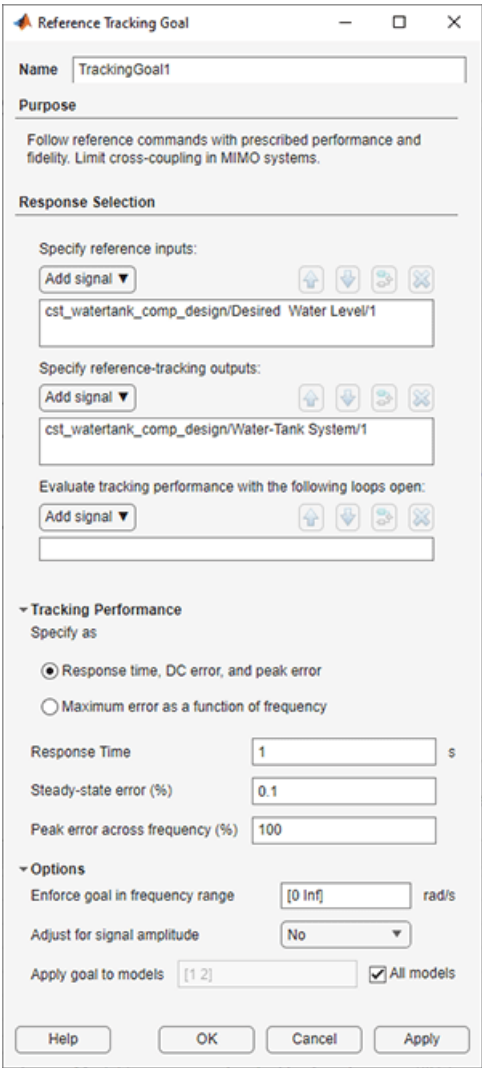 Reference Tracking Goal
Name TrackingGoal1
Purpose
Follow reference commands with prescribed performance and
fidelity. Limit cross-coupling in MIMO systems.
Response Selection
Specify reference inputs:
Add signal ▼
cst_watertank_comp_design/Desired  Water Level/1
Specify reference-tracking outputs:
Add signal ▼
cst_watertank_comp_design/Water-Tank System/1
Evaluate tracking performance with the following loops open:
Add signal ▼
Tracking Performance
Specify as
Response time, DC error, and peak error
Maximum error as a function of frequency
Response Time 1 s
Steady-state error (%) 0.1
Peak error across frequency (%) 100
Options
Enforce goal in frequency range [0 Inf] rad/s
Adjust for signal amplitude No
Apply goal to models [1 2] All models
Help OK Cancel Apply